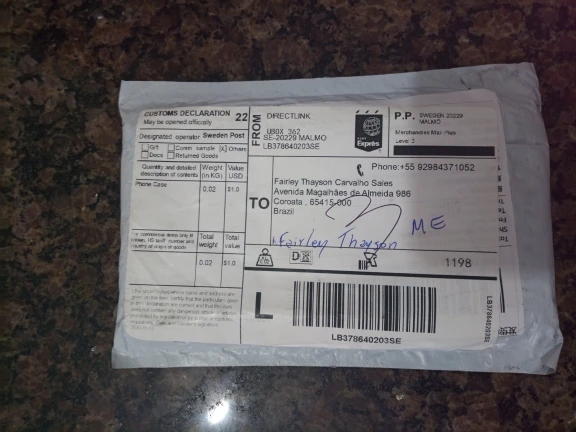 CUSTOMS DECLARATION 22
May be opened officially
Designated operator Sweden Post
Gift Comm sample X Others
Docs Returned Goods
Quantity and detailed description of contents
Weight (in KG)
Value USD
Phone Case 0.02 $1.0
Total weight
Total value
0.02 $1.0
FROM
DIRECTLINK
SE-20229 MALMO
LB378640203SE
Exprès
P.P. SWEDEN 20229
MALMO
Phone:+55 92984371052
TO
Fairley Thayson Carvalho Sales
Avenida Magalhães de Almeida 986
Coroata , 65415-000
Brazil
Fairley Thayson
ME
D
1198
L
LB378640203SE
LB378640203SE